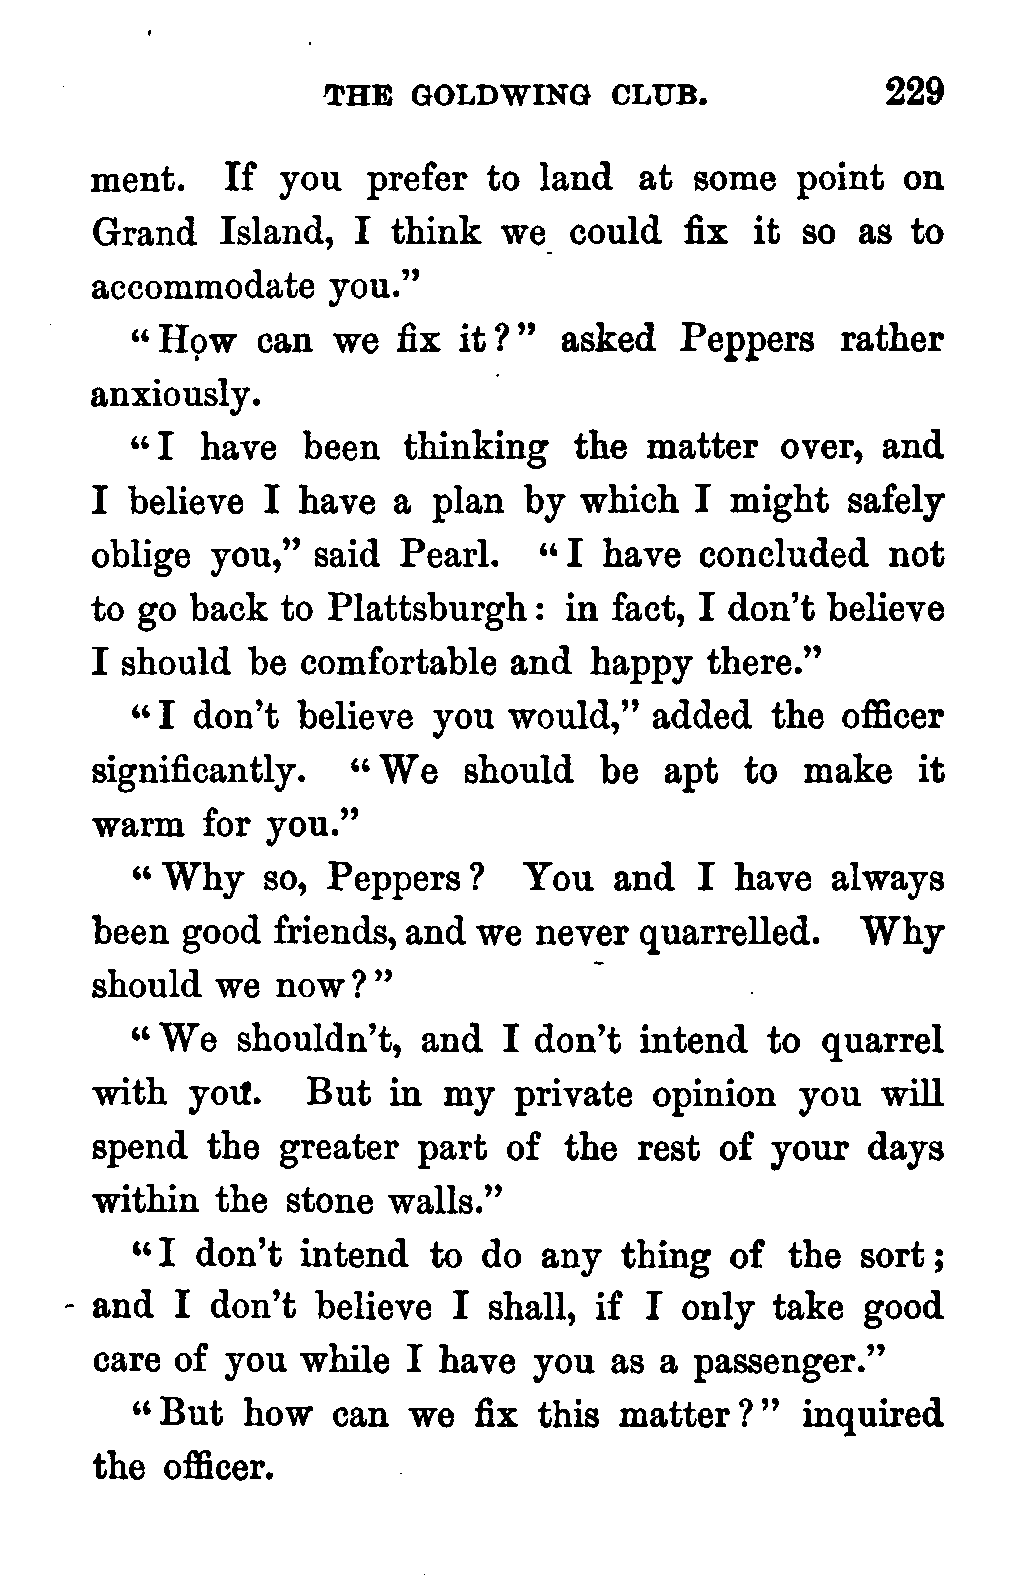 THE GOLDWING CLUB. 229
ment. If you prefer to land at some point on
Grand Island, I think we could fix it so as to
accommodate you.”
“How can we fix it?” asked Peppers rather
anxiously.
“I have been thinking the matter over, and
I believe I have a plan by which I might safely
oblige you,” said Pearl. “I have concluded not
to go back to Plattsburgh: in fact, I don’t believe
I should be comfortable and happy there.”
“I don’t believe you would,” added the officer
significantly. “We should be apt to make it
warm for you.”
“Why so, Peppers? You and I have always
been good friends, and we never quarrelled. Why
should we now?”
“We shouldn’t, and I don’t intend to quarrel
with you. But in my private opinion you will
spend the greater part of the rest of your days
within the stone walls.”
“I don’t intend to do any thing of the sort;
and I don’t believe I shall, if I only take good
care of you while I have you as a passenger.”
“But how can we fix this matter?” inquired
the officer.